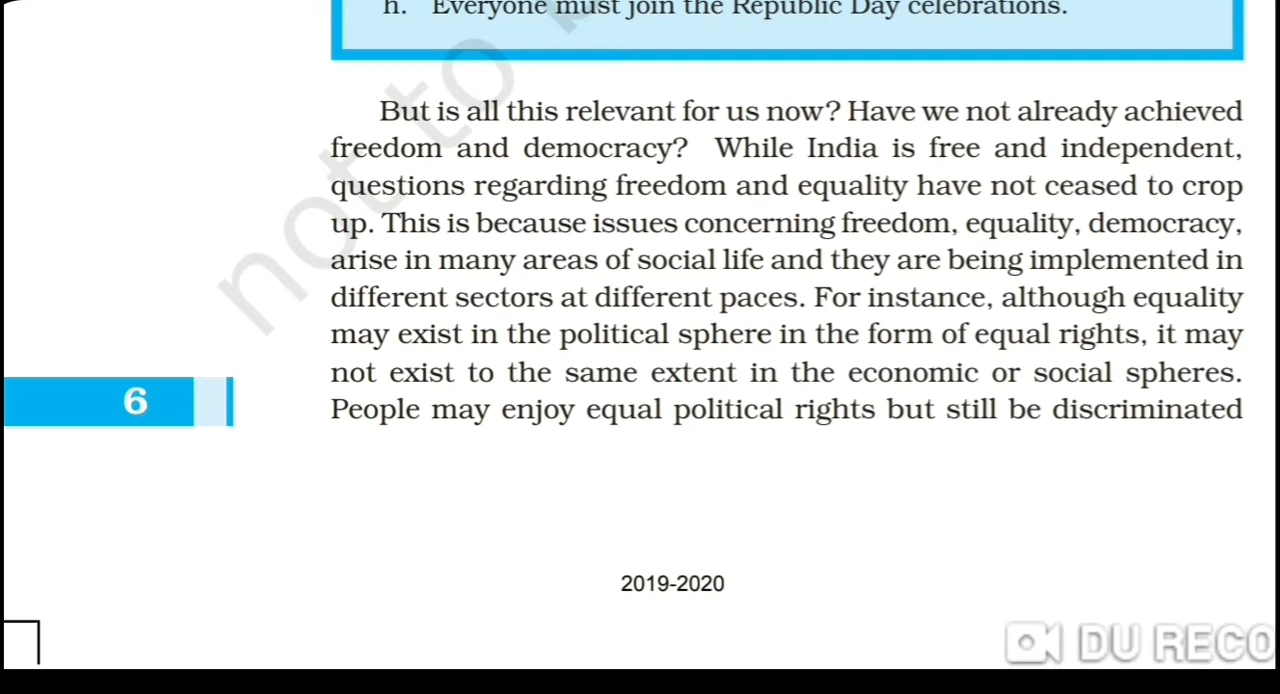 h. Everyone must join the Republic Day celebrations.
But is all this relevant for us now? Have we not already achieved
freedom and democracy? While India is free and independent,
questions regarding freedom and equality have not ceased to crop
up. This is because issues concerning freedom, equality, democracy,
arise in many areas of social life and they are being implemented in
different sectors at different paces. For instance, although equality
may exist in the political sphere in the form of equal rights, it may
not exist to the same extent in the economic or social spheres.
6
People may enjoy equal political rights but still be discriminated
2019-2020
DU RECO
not to